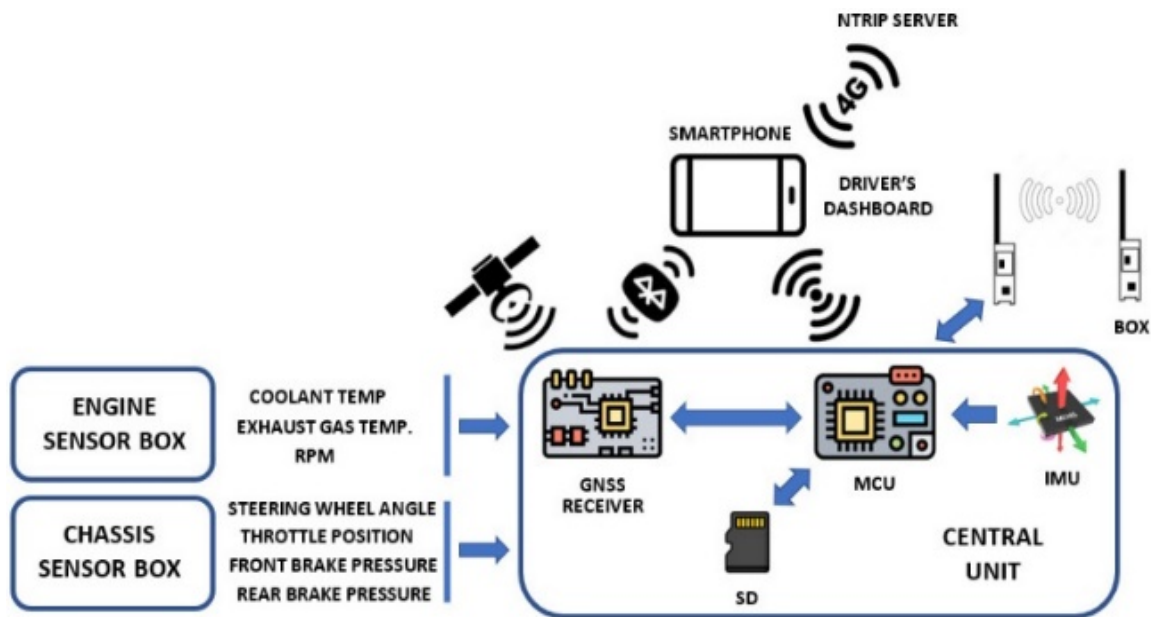 NTRIP SERVER
4G
SMARTPHONE
DRIVER'S
DASHBOARD
BOX
ENGINE
SENSOR BOX
COOLANT TEMP
EXHAUST GAS TEMP.
RPM
CHASSIS
SENSOR BOX
STEERING WHEEL ANGLE
THROTTLE POSITION
FRONT BRAKE PRESSURE
REAR BRAKE PRESSURE
GNSS
RECEIVER
MCU
IMU
SD
CENTRAL
UNIT